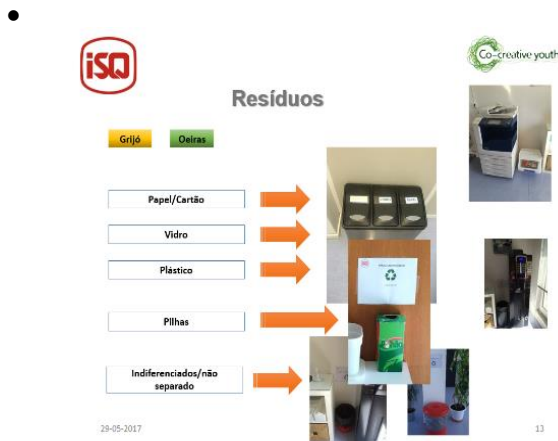 iSQ
Co-creative youth
Resíduos
Grijó
Oeiras
Papel/Cartão
Vidro
Plástico
Pilhas
Indiferenciados/não
separado
29-05-2017
13